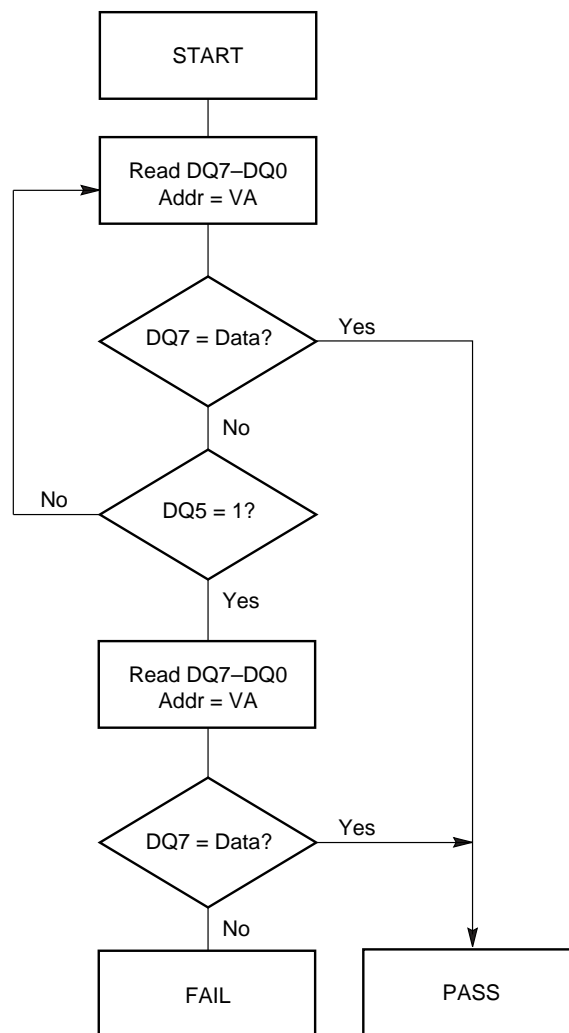 START
Read DQ7–DQ0
Addr = VA
DQ7 = Data?
Yes
No
No
DQ5 = 1?
Yes
Read DQ7–DQ0
Addr = VA
DQ7 = Data?
Yes
No
FAIL
PASS